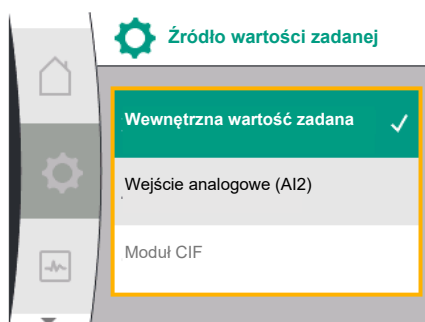 Źródło wartości zadanej
Wewnętrzna wartość zadana
Wejście analogowe (AI2)
Moduł CIF